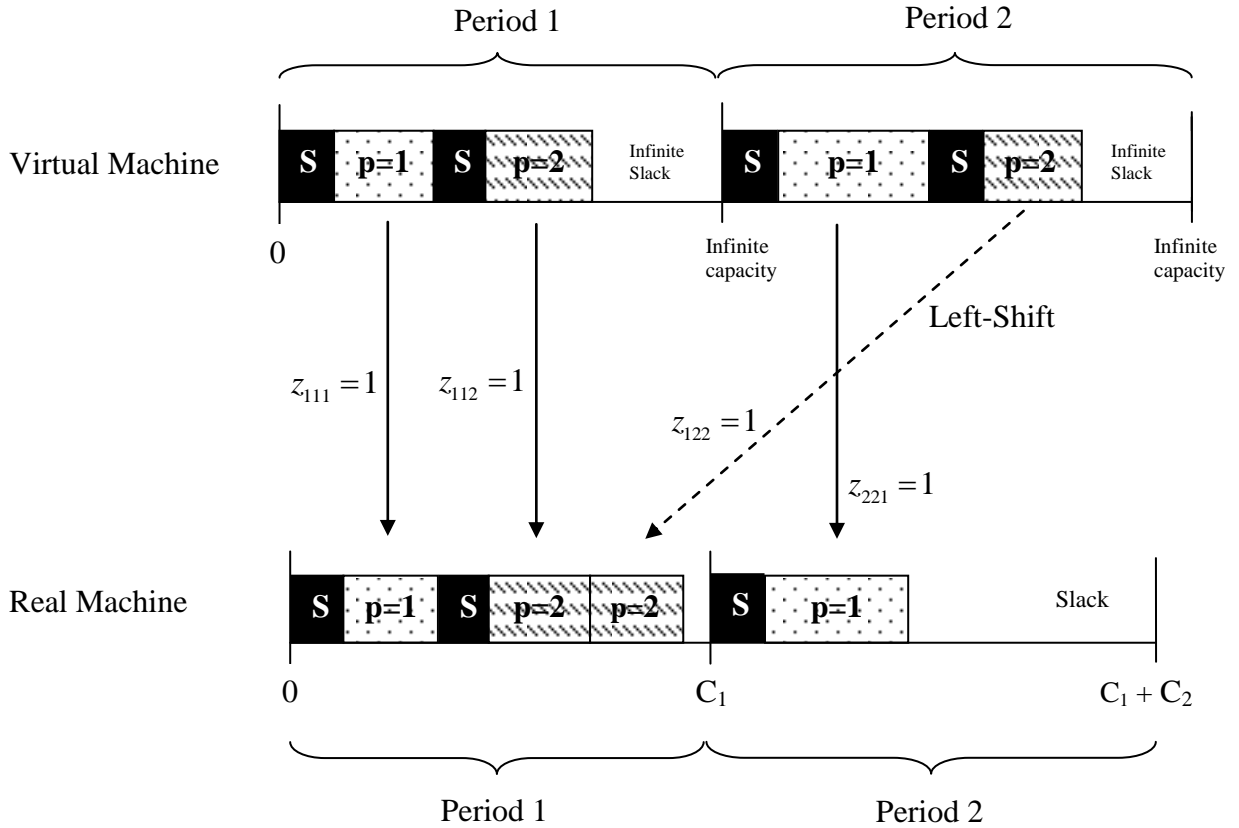 Period 1
Period 2
Virtual Machine
S
p=1
S
p=2
Infinite
Slack
S
p=1
S
p=2
Infinite
Slack
0
Infinite
capacity
Infinite
capacity
Left-Shift
z₁₁₁ = 1
z₁₁₂ = 1
z₁₂₂ = 1
z₂₂₁ = 1
Real Machine
S
p=1
S
p=2
p=2
S
p=1
Slack
0
C₁
C₁ + C₂
Period 1
Period 2